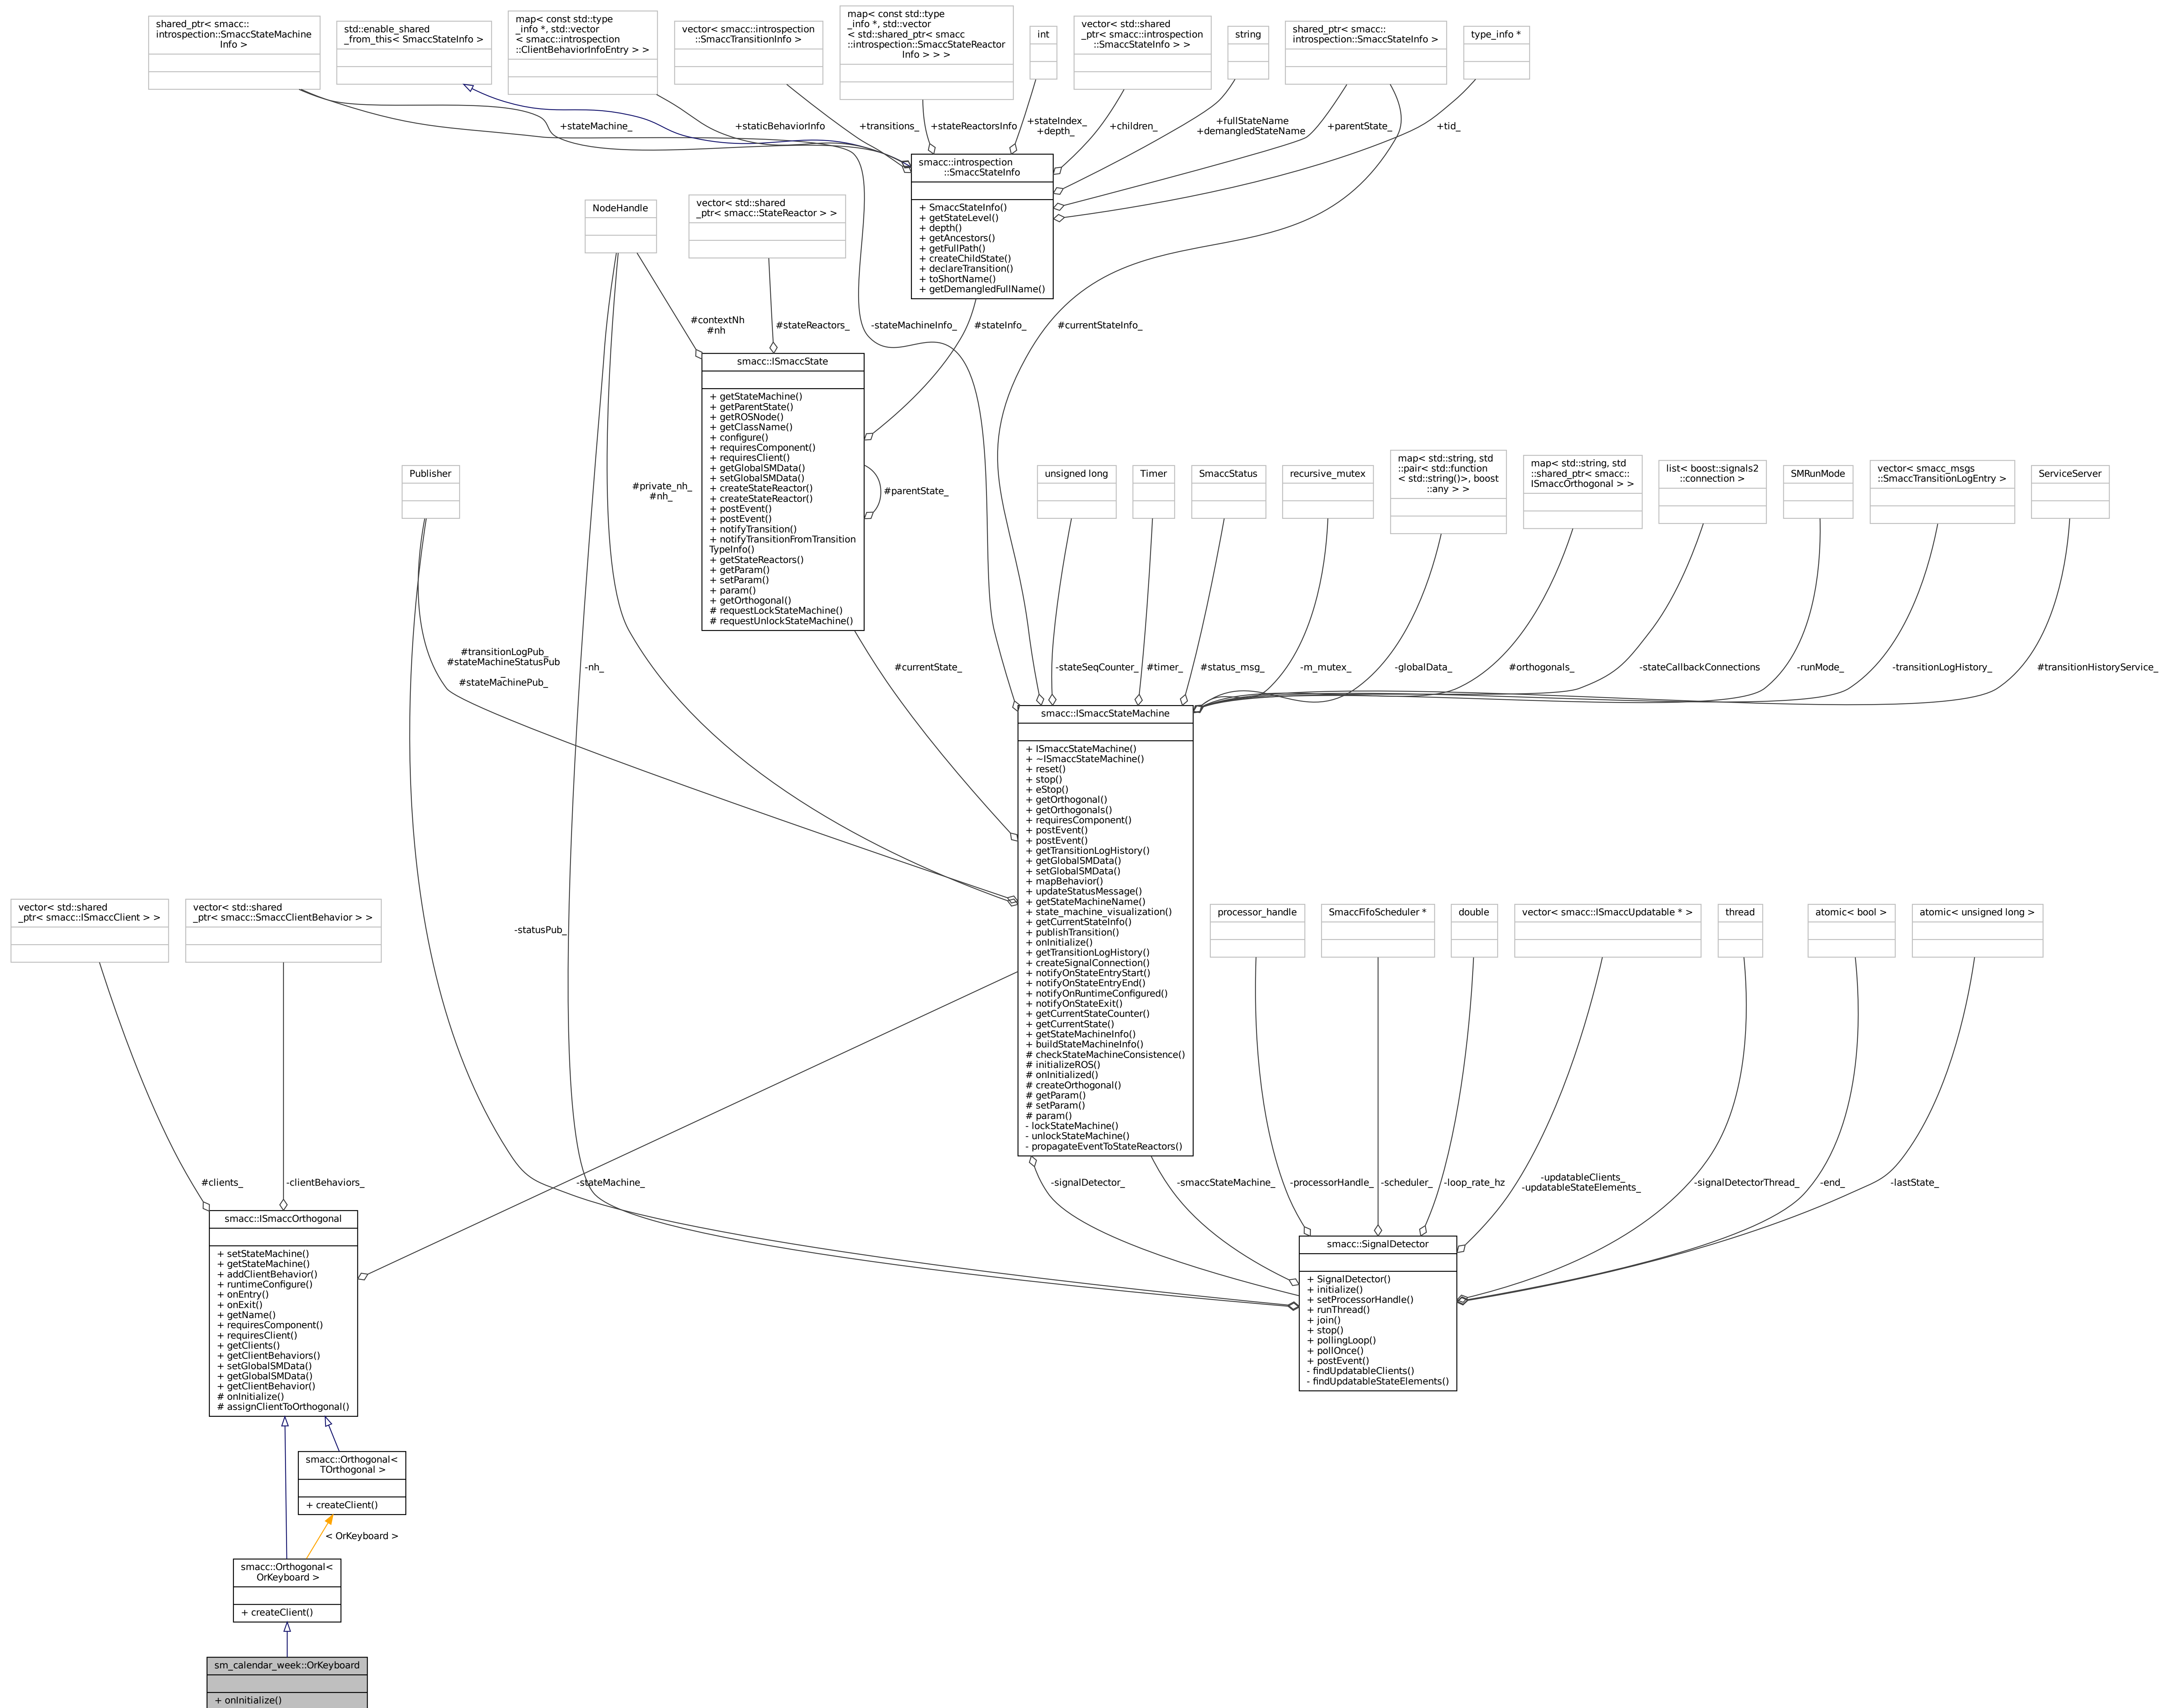 shared_ptr< smacc::
introspection::SmaccStateMachine
Info >
std::enable_shared
_from_this< SmaccStateInfo >
map< const std::type
_info *, std::vector
< smacc::introspection
::ClientBehaviorInfoEntry > >
vector< smacc::introspection
::SmaccTransitionInfo >
map< const std::type
_info *, std::vector
< std::shared_ptr< smacc
::introspection::SmaccStateReactor
Info > > >
int
vector< std::shared
_ptr< smacc::introspection
::SmaccStateInfo > >
string
shared_ptr< smacc::
introspection::SmaccStateInfo >
type_info *
+stateMachine_
+staticBehaviorInfo
+transitions_
+stateReactorsInfo
+stateIndex_
+depth_
+children_
+fullStateName
+demangledStateName
+parentState_
+tid_
smacc::introspection
::SmaccStateInfo
+ SmaccStateInfo()
+ getStateLevel()
+ depth()
+ getAncestors()
+ getFullPath()
+ createChildState()
+ declareTransition()
+ toShortName()
+ getDemangledFullName()
NodeHandle
vector< std::shared
_ptr< smacc::StateReactor > >
#contextNh
#nh
#stateReactors_
-stateMachineInfo_
#stateInfo_
#currentStateInfo_
smacc::ISmaccState
+ getStateMachine()
+ getParentState()
+ getROSNode()
+ getClassName()
+ configure()
+ requiresComponent()
+ requiresClient()
+ getGlobalSMData()
+ setGlobalSMData()
+ createStateReactor()
+ createStateReactor()
+ postEvent()
+ postEvent()
+ notifyTransition()
+ notifyTransitionFromTransition
TypeInfo()
+ getStateReactors()
+ getParam()
+ setParam()
+ param()
+ getOrthogonal()
# requestLockStateMachine()
# requestUnlockStateMachine()
#parentState_
Publisher
#private_nh_
#nh_
unsigned long
Timer
SmaccStatus
recursive_mutex
map< std::string, std
::pair< std::function
< std::string()>, boost
::any > >
map< std::string, std
::shared_ptr< smacc::
ISmaccOrthogonal > >
list< boost::signals2
::connection >
SMRunMode
vector< smacc_msgs
::SmaccTransitionLogEntry >
ServiceServer
#transitionLogPub_
#stateMachineStatusPub
_
#stateMachinePub_
-nh_
#currentState_
-stateSeqCounter_
#timer_
#status_msg_
-m_mutex_
-globalData_
#orthogonals_
-stateCallbackConnections
-runMode_
-transitionLogHistory_
#transitionHistoryService_
smacc::ISmaccStateMachine
+ ISmaccStateMachine()
+ ~ISmaccStateMachine()
+ reset()
+ stop()
+ eStop()
+ getOrthogonal()
+ getOrthogonals()
+ requiresComponent()
+ postEvent()
+ postEvent()
+ getTransitionLogHistory()
+ getGlobalSMData()
+ setGlobalSMData()
+ mapBehavior()
+ updateStatusMessage()
+ getStateMachineName()
+ state_machine_visualization()
+ getCurrentStateInfo()
+ publishTransition()
+ onInitialize()
+ getTransitionLogHistory()
+ createSignalConnection()
+ notifyOnStateEntryStart()
+ notifyOnStateEntryEnd()
+ notifyOnRuntimeConfigured()
+ notifyOnStateExit()
+ getCurrentStateCounter()
+ getCurrentState()
+ getStateMachineInfo()
+ buildStateMachineInfo()
# checkStateMachineConsistence()
# initializeROS()
# onInitialized()
# createOrthogonal()
# getParam()
# setParam()
# param()
- lockStateMachine()
- unlockStateMachine()
- propagateEventToStateReactors()
vector< std::shared
_ptr< smacc::ISmaccClient > >
vector< std::shared
_ptr< smacc::SmaccClientBehavior > >
-statusPub_
processor_handle
SmaccFifoScheduler *
double
vector< smacc::ISmaccUpdatable * >
thread
atomic< bool >
atomic< unsigned long >
#clients_
-clientBehaviors_
-stateMachine_
-signalDetector_
-smaccStateMachine_
-processorHandle_
-scheduler_
-loop_rate_hz
-updatableClients_
-updatableStateElements_
-signalDetectorThread_
-end_
-lastState_
smacc::ISmaccOrthogonal
+ setStateMachine()
+ getStateMachine()
+ addClientBehavior()
+ runtimeConfigure()
+ onEntry()
+ onExit()
+ getName()
+ requiresComponent()
+ requiresClient()
+ getClients()
+ getClientBehaviors()
+ setGlobalSMData()
+ getGlobalSMData()
+ getClientBehavior()
# onInitialize()
# assignClientToOrthogonal()
smacc::SignalDetector
+ SignalDetector()
+ initialize()
+ setProcessorHandle()
+ runThread()
+ join()
+ stop()
+ pollingLoop()
+ pollOnce()
+ postEvent()
- findUpdatableClients()
- findUpdatableStateElements()
smacc::Orthogonal<
TOrthogonal >
+ createClient()
< OrKeyboard >
smacc::Orthogonal<
OrKeyboard >
+ createClient()
sm_calendar_week::OrKeyboard
+ onInitialize()